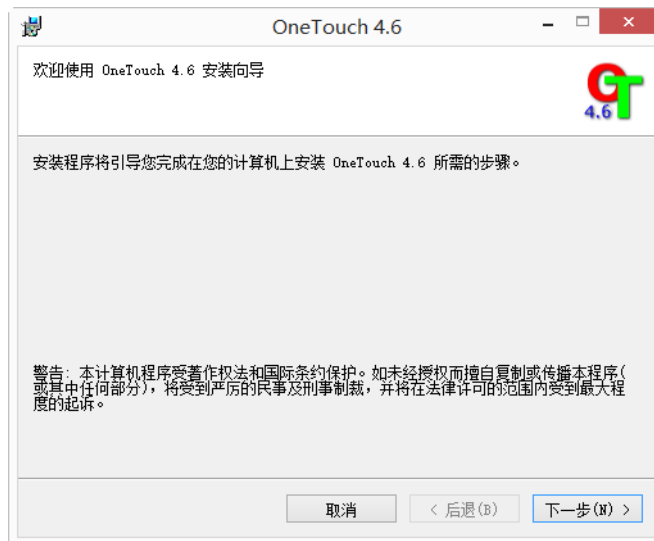 OneTouch 4.6
欢迎使用 OneTouch 4.6 安装向导
OT
4.6
安装程序将引导您完成在您的计算机上安装 OneTouch 4.6 所需的步骤。
警告: 本计算机程序受著作权法和国际条约保护。如未经授权而擅自复制或传播本程序(
或其中任何部分)，将受到严厉的民事及刑事制裁，并将在法律许可的范围内受到最大程
度的起诉。
取消
< 后退(B)
下一步(N) >